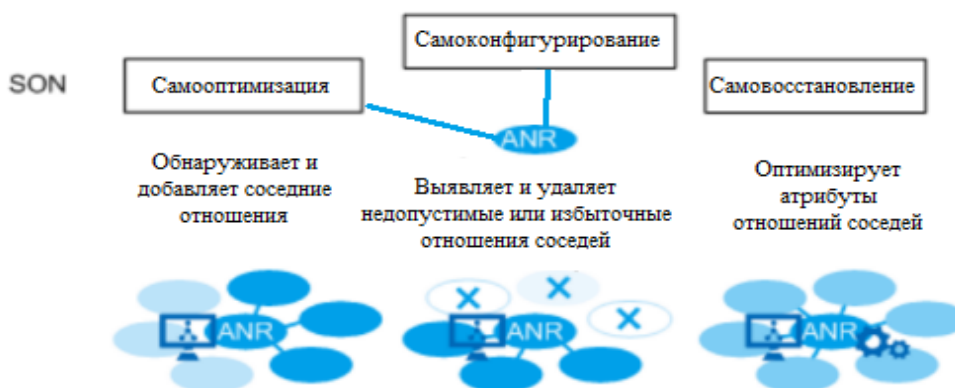 Самоконфигурирование
SON
Самооптимизация
Самовосстановление
ANR
Обнаруживает и
добавляет соседние
отношения
Выявляет и удаляет
недопустимые или избыточные
отношения соседей
Оптимизирует
атрибуты
отношений соседей
ANR
ANR
ANR